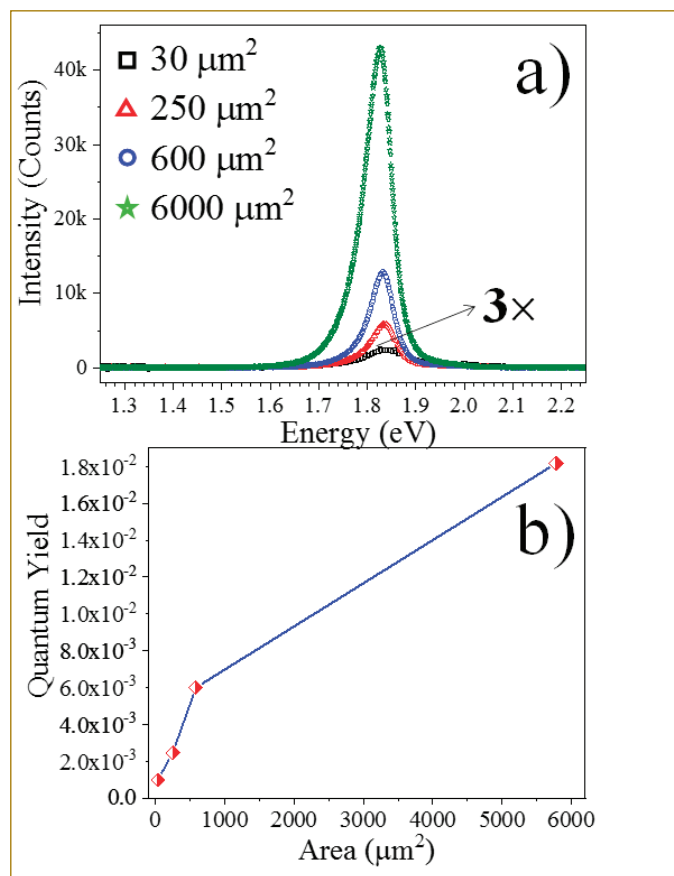 a)
30 μm²
250 μm²
600 μm²
6000 μm²
3×
40k
30k
20k
10k
0
Intensity (Counts)
1.3 1.4 1.5 1.6 1.7 1.8 1.9 2.0 2.1 2.2
Energy (eV)
b)
1.8x10⁻²
1.6x10⁻²
1.4x10⁻²
1.2x10⁻²
1.0x10⁻²
8.0x10⁻³
6.0x10⁻³
4.0x10⁻³
2.0x10⁻³
0.0
Quantum Yield
0 1000 2000 3000 4000 5000 6000
Area (μm²)